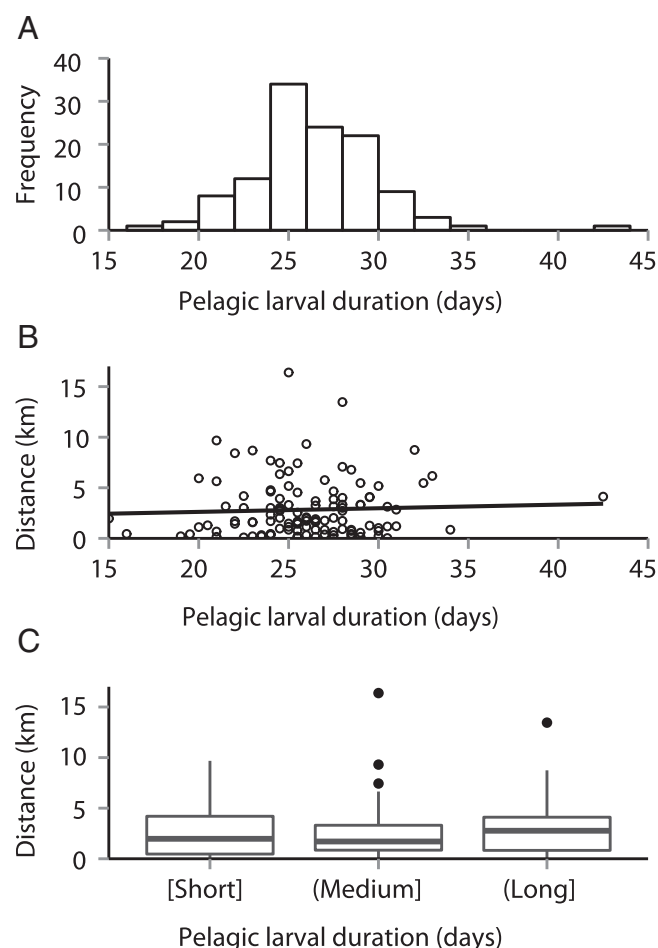 A
Frequency
40
30
20
10
0
15 20 25 30 35 40 45
Pelagic larval duration (days)
B
Distance (km)
15
10
5
0
15 20 25 30 35 40 45
Pelagic larval duration (days)
C
Distance (km)
15
10
5
0
[Short] (Medium] (Long]
Pelagic larval duration (days)